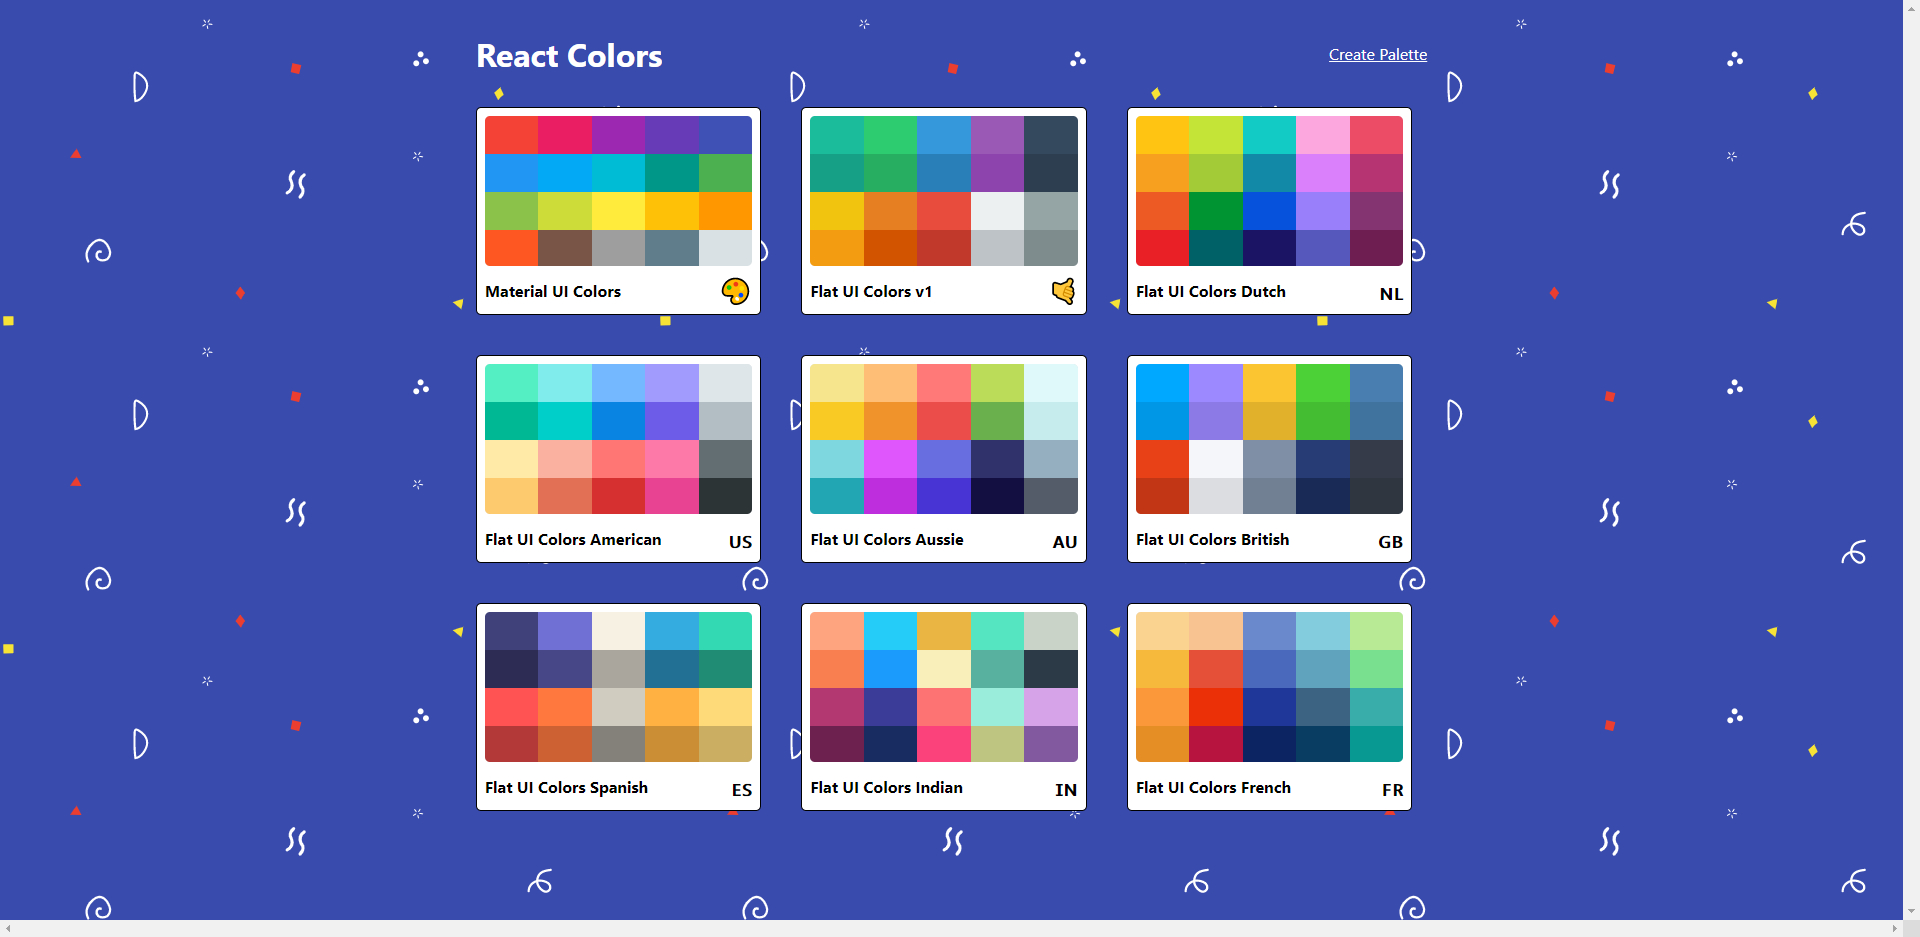 React Colors
Create Palette
Material UI Colors
Flat UI Colors v1
Flat UI Colors Dutch NL
Flat UI Colors American US
Flat UI Colors Aussie AU
Flat UI Colors British GB
Flat UI Colors Spanish ES
Flat UI Colors Indian IN
Flat UI Colors French FR